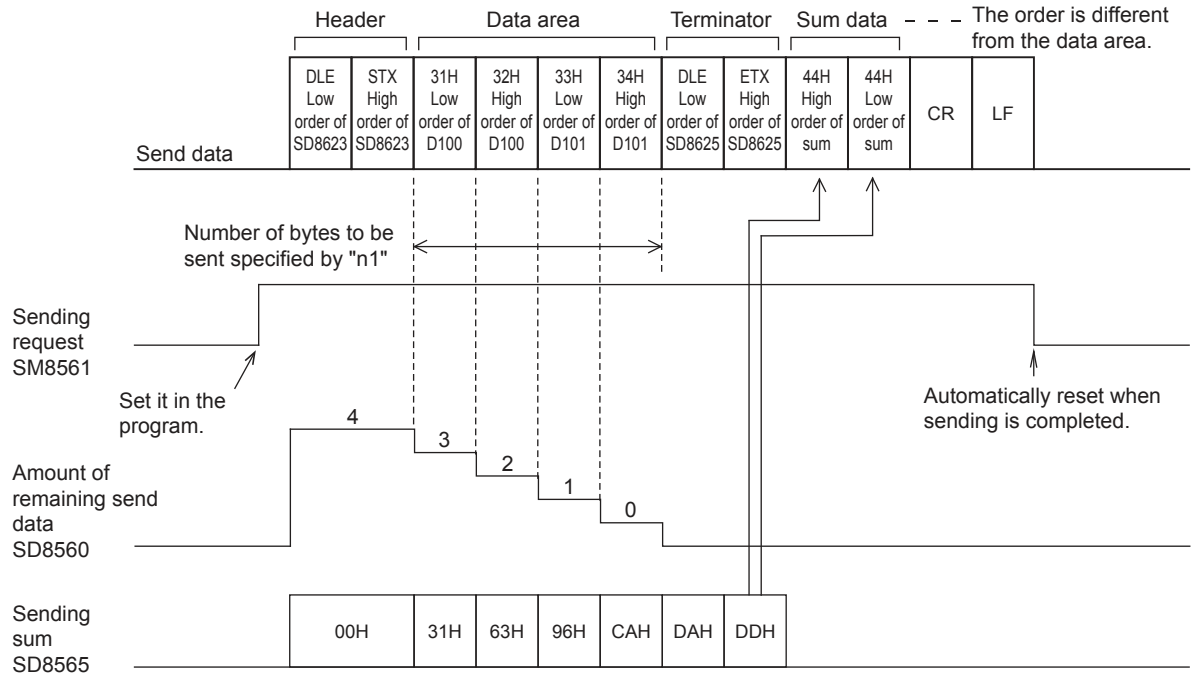 Header
Data area
Terminator
Sum data
The order is different
from the data area.
DLE
Low
order of
SD8623
STX
High
order of
SD8623
31H
Low
order of
D100
32H
High
order of
D100
33H
Low
order of
D101
34H
High
order of
D101
DLE
Low
order of
SD8625
ETX
High
order of
SD8625
44H
High
order of
sum
44H
Low
order of
sum
CR
LF
Send data
Number of bytes to be
sent specified by "n1"
Sending
request
SM8561
Set it in the
program.
Automatically reset when
sending is completed.
4
3
2
1
0
Amount of
remaining send
data
SD8560
Sending
sum
SD8565
00H
31H
63H
96H
CAH
DAH
DDH